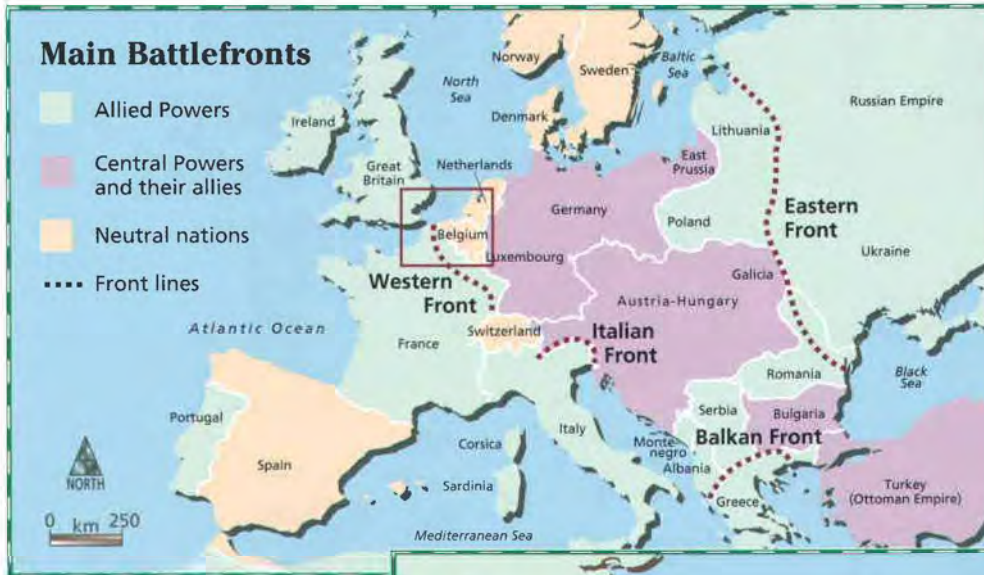 Main Battlefronts
Allied Powers
Central Powers
and their allies
Neutral nations
Front lines
Norway
Sweden
Baltic
Sea
North
Sea
Denmark
Russian Empire
Lithuania
Ireland
Great
Britain
Netherlands
East
Prussia
Germany
Poland
Eastern
Front
Belgium
Luxembourg
Ukraine
Galicia
Western
Front
Austria-Hungary
Atlantic Ocean
Switzerland
Italian
Front
France
Romania
Black
Sea
Serbia
Bulgaria
Portugal
Italy
Corsica
Monte-
negro
Balkan Front
Albania
Spain
Sardinia
Greece
Turkey
(Ottoman Empire)
NORTH
0 km 250
Mediterranean Sea